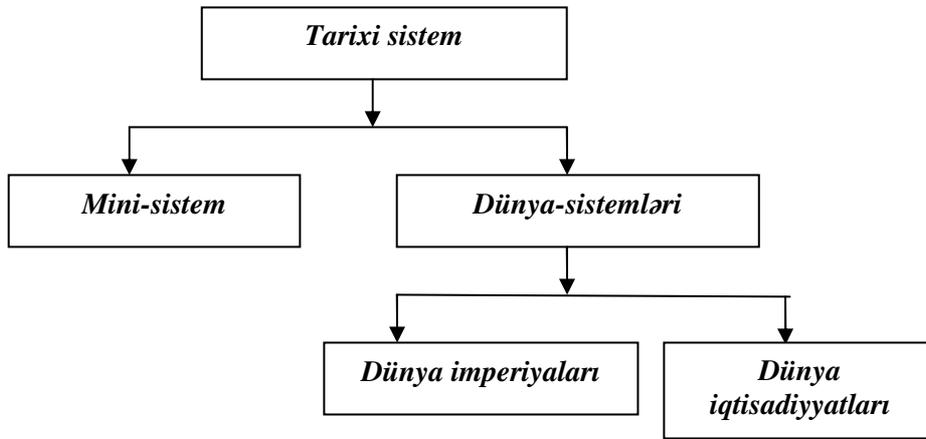 Tarixi sistem
Mini-sistem
Dünya-sistemləri
Dünya imperiyaları
Dünya
iqtisadiyyatları